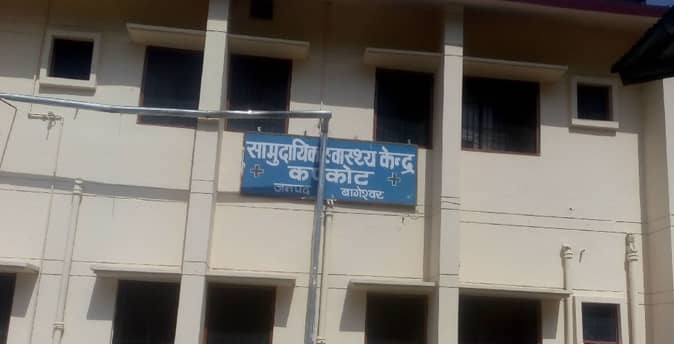 सामुदायिक स्वास्थ्य केन्द्र
कपकोट
जनपद बागेश्वर